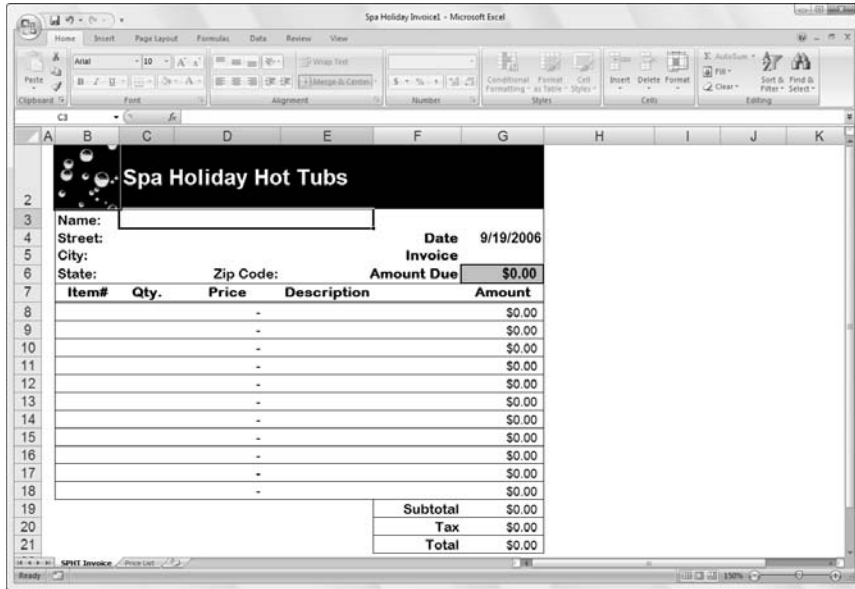 Spa Holiday Invoice1 - Microsoft Excel
Home Insert Page Layout Formulas Data Review View
Paste
Arial 10 A A
Wrap Text
Merge & Center
B I U
$ % ,
Conditional Formatting Format as Table Cell Styles
Insert Delete Format
Σ AutoSum
Fill
Clear
Sort & Filter Find & Select
Clipboard Font Alignment Number Styles Cells Editing
C3 fx
A B C D E F G H I J K
2 Spa Holiday Hot Tubs
3 Name:
4 Street: Date 9/19/2006
5 City: Invoice
6 State: Zip Code: Amount Due $0.00
7 Item# Qty. Price Description Amount
8 - $0.00
9 - $0.00
10 - $0.00
11 - $0.00
12 - $0.00
13 - $0.00
14 - $0.00
15 - $0.00
16 - $0.00
17 - $0.00
18 - $0.00
19 Subtotal $0.00
20 Tax $0.00
21 Total $0.00
SPHT Invoice Price List
Ready 150%